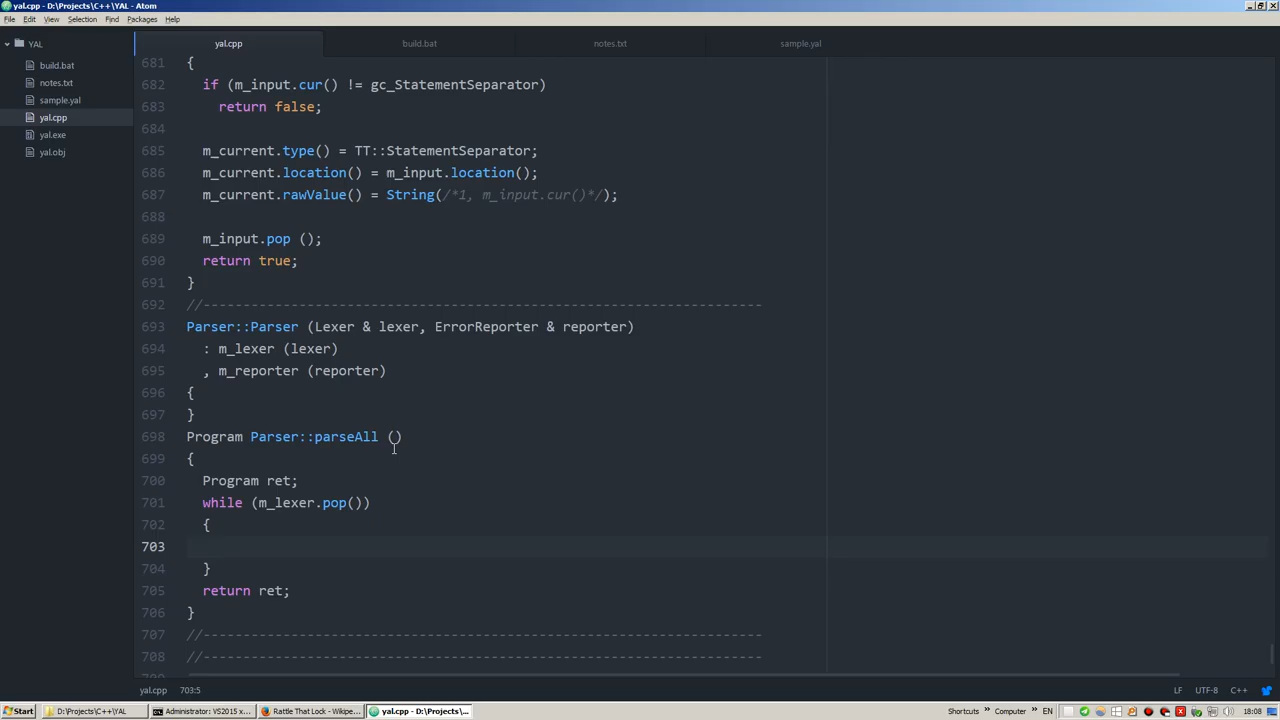 yal.cpp - D:\Projects\C++\YAL - Atom
File Edit View Selection Find Packages Help
YAL
build.bat
notes.txt
sample.yal
yal.cpp
yal.exe
yal.obj
yal.cpp build.bat notes.txt sample.yal
681 {
682 if (m_input.cur() != gc_StatementSeparator)
683 return false;
684
685 m_current.type() = TT::StatementSeparator;
686 m_current.location() = m_input.location();
687 m_current.rawValue() = String(/*1, m_input.cur()*/);
688
689 m_input.pop ();
690 return true;
691 }
692 //----------------------------------------------------------------------
693 Parser::Parser (Lexer & lexer, ErrorReporter & reporter)
694 : m_lexer (lexer)
695 , m_reporter (reporter)
696 {
697 }
698 Program Parser::parseAll ()
699 {
700 Program ret;
701 while (m_lexer.pop())
702 {
703
704 }
705 return ret;
706 }
707 //----------------------------------------------------------------------
708 //----------------------------------------------------------------------
yal.cpp 703:5 LF UTF-8 C++
Start D:\Projects\C++\YAL Administrator: VS2015 x... Rattle That Lock - Wikipe... yal.cpp - D:\Projects\C... Shortcuts » Computer » EN 18:08